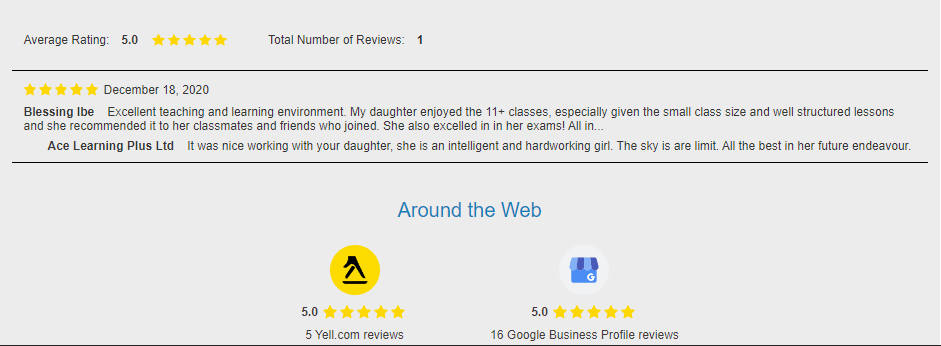 Average Rating: 5.0 Total Number of Reviews: 1
December 18, 2020
Blessing Ibe Excellent teaching and learning environment. My daughter enjoyed the 11+ classes, especially given the small class size and well structured lessons
and she recommended it to her classmates and friends who joined. She also excelled in in her exams! All in...
Ace Learning Plus Ltd It was nice working with your daughter, she is an intelligent and hardworking girl. The sky is are limit. All the best in her future endeavour.
Around the Web
G
5.0 5.0
5 Yell.com reviews 16 Google Business Profile reviews